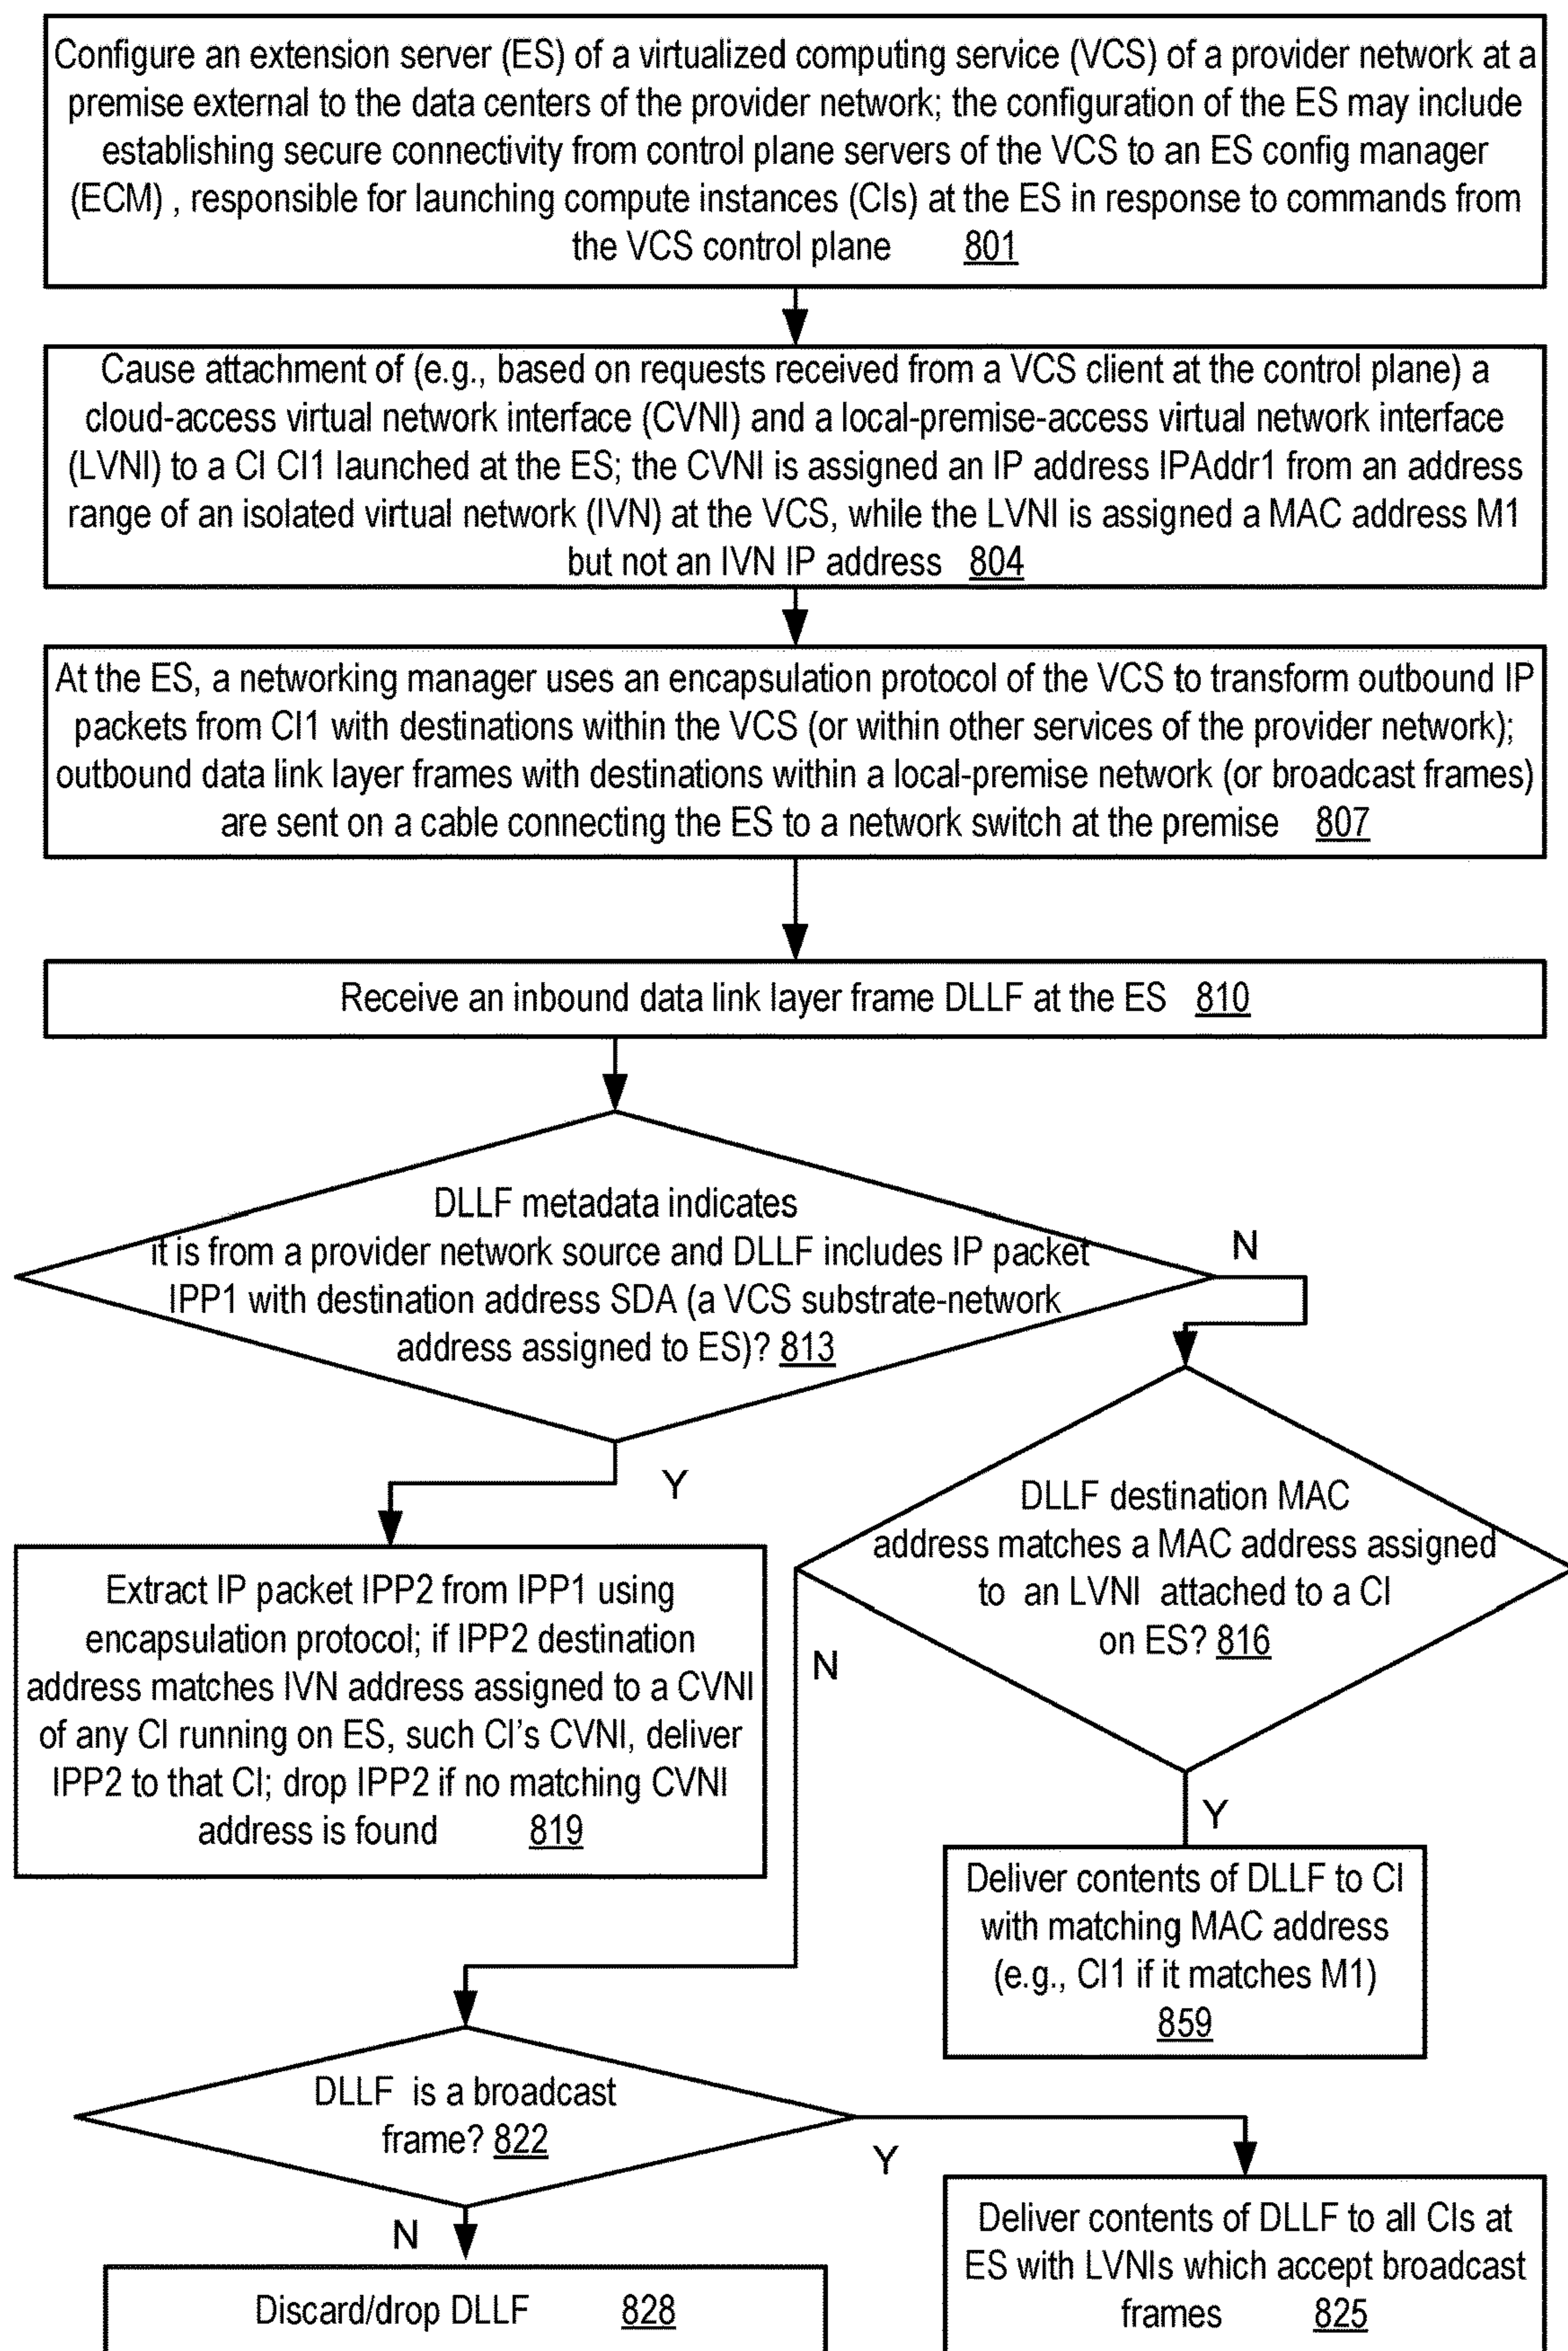 Configure an extension server (ES) of a virtualized computing service (VCS) of a provider network at a
premise external to the data centers of the provider network; the configuration of the ES may include
establishing secure connectivity from control plane servers of the VCS to an ES config manager
(ECM) , responsible for launching compute instances (CIs) at the ES in response to commands from
the VCS control plane 801
Cause attachment of (e.g., based on requests received from a VCS client at the control plane) a
cloud-access virtual network interface (CVNI) and a local-premise-access virtual network interface
(LVNI) to a CI CI1 launched at the ES; the CVNI is assigned an IP address IPAddr1 from an address
range of an isolated virtual network (IVN) at the VCS, while the LVNI is assigned a MAC address M1
but not an IVN IP address 804
At the ES, a networking manager uses an encapsulation protocol of the VCS to transform outbound IP
packets from CI1 with destinations within the VCS (or within other services of the provider network);
outbound data link layer frames with destinations within a local-premise network (or broadcast frames)
are sent on a cable connecting the ES to a network switch at the premise 807
Receive an inbound data link layer frame DLLF at the ES 810
DLLF metadata indicates
it is from a provider network source and DLLF includes IP packet
IPP1 with destination address SDA (a VCS substrate-network
address assigned to ES)? 813
N
Y
DLLF destination MAC
address matches a MAC address assigned
to an LVNI attached to a CI
on ES? 816
Extract IP packet IPP2 from IPP1 using
encapsulation protocol; if IPP2 destination
address matches IVN address assigned to a CVNI
of any CI running on ES, such CI's CVNI, deliver
IPP2 to that CI; drop IPP2 if no matching CVNI
address is found 819
N
Y
Deliver contents of DLLF to CI
with matching MAC address
(e.g., CI1 if it matches M1)
859
DLLF is a broadcast
frame? 822
Y
N
Deliver contents of DLLF to all CIs at
ES with LVNIs which accept broadcast
frames 825
Discard/drop DLLF 828